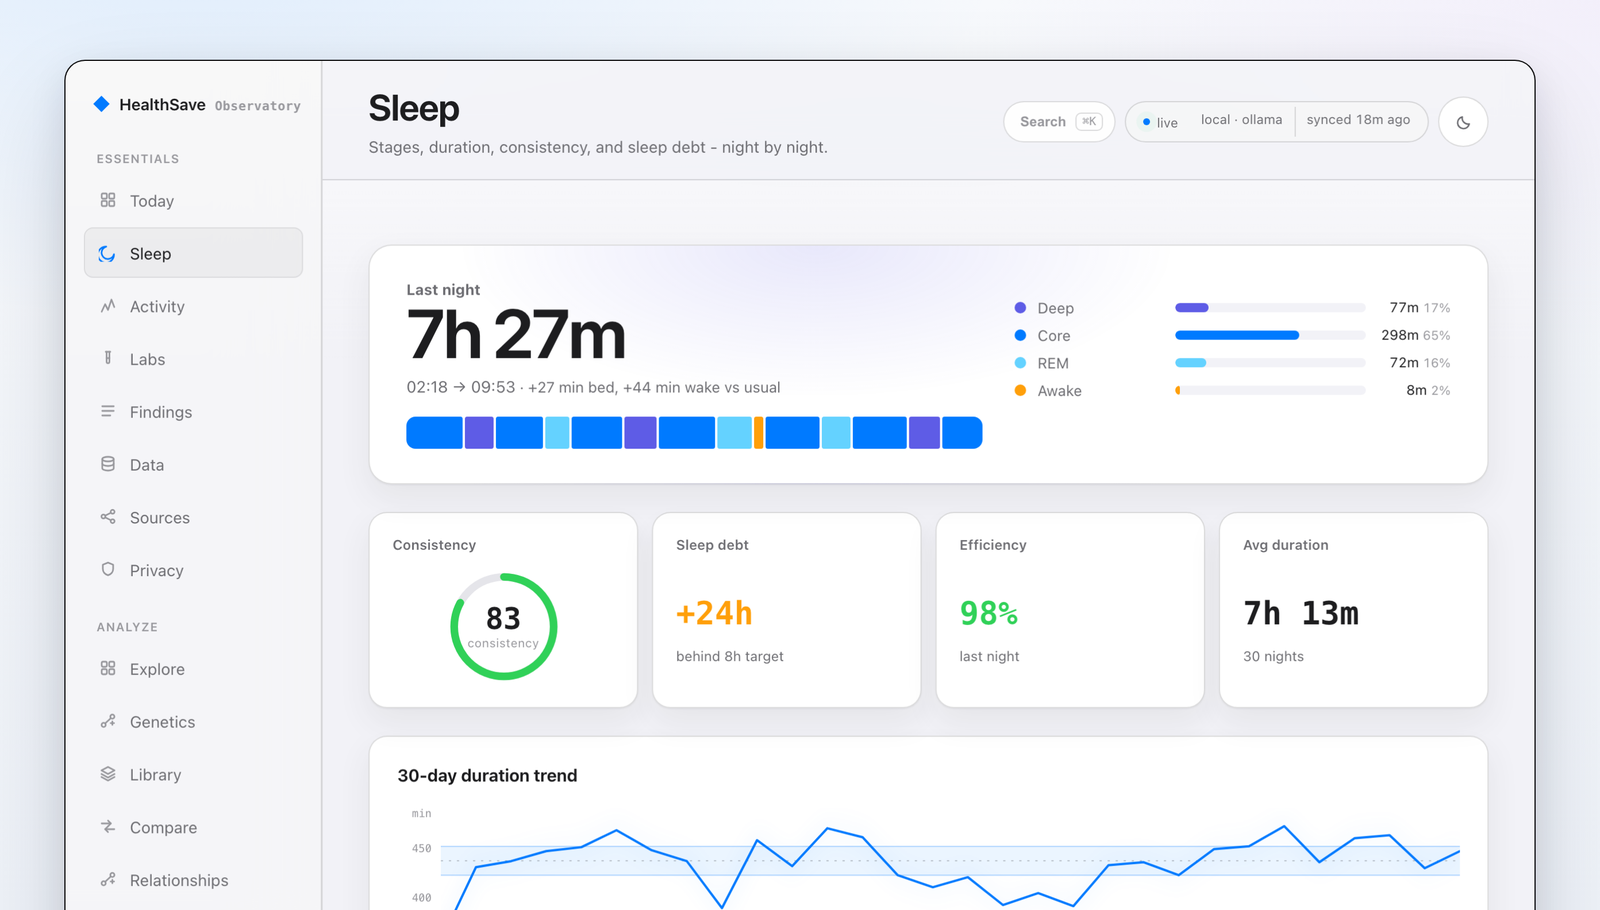 HealthSave Observatory
ESSENTIALS
Today
Sleep
Activity
Labs
Findings
Data
Sources
Privacy
ANALYZE
Explore
Genetics
Library
Compare
Relationships
Sleep
Stages, duration, consistency, and sleep debt - night by night.
Search ⌘K
live local · ollama synced 18m ago
Last night
7h 27m
02:18 → 09:53 · +27 min bed, +44 min wake vs usual
Deep 77m 17%
Core 298m 65%
REM 72m 16%
Awake 8m 2%
Consistency
83
consistency
Sleep debt
+24h
behind 8h target
Efficiency
98%
last night
Avg duration
7h 13m
30 nights
30-day duration trend
min
450
400